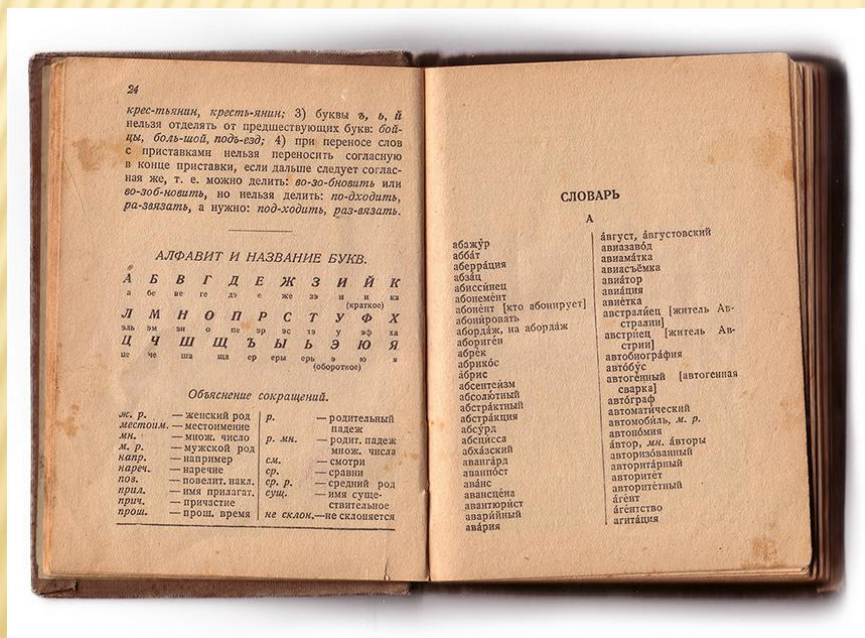 24
крес-тьянин, кресть-янин; 3) буквы ъ, ь, й
нельзя отделять от предшествующих букв: бой-
цы, боль-шой, подъ-езд; 4) при переносе слов
с приставками нельзя переносить согласную
в конце приставки, если дальше следует соглас-
ная же, т. е. можно делить: во-зо-бновить или
во-зоб-новить, но нельзя делить: по-дходить,
ра-звязать, а нужно: под-ходить, раз-вязать.
АЛФАВИТ И НАЗВАНИЕ БУКВ.
А Б В Г Д Е Ж З И Й К
а бе ве ге дэ е же зэ и и ка
(краткое)
Л М Н О П Р С Т У Ф Х
эль эм эн о пе эр эс тэ у эф ха
Ц Ч Ш Щ Ъ Ы Ь Э Ю Я
це че ша ща ер еры ерь э ю я
(оборотное)
Объяснение сокращений.
ж. р. — женский род
местоим. — местоимение
мн. — множ. число
м. р. — мужской род
напр. — например
нареч. — наречие
пов. — повелит. накл.
прил. — имя прилагат.
прич. — причастие
прош. — прош. время
р. — родительный
падеж
р. мн. — родит. падеж
множ. числа
см. — смотри
ср. — сравни
ср. р. — средний род
сущ. — имя суще-
ствительное
не склон. — не склоняется
СЛОВАРЬ
А
абажу́р
абба́т
аберра́ция
абза́ц
абисси́нец
абонеме́нт
абоне́нт [кто абонирует]
абони́ровать
аборда́ж, на аборда́ж
абориге́н
абре́к
абрико́с
а́брис
абсентеи́зм
абсолю́тный
абстра́ктный
абстра́кция
абсу́рд
абсци́сса
абха́зский
аванга́рд
аванпо́ст
ава́нс
авансце́на
авантюри́ст
авари́йный
ава́рия
а́вгуст, а́вгустовский
авиазаво́д
авиама́тка
авиасъёмка
авиа́тор
авиа́ция
авие́тка
австрали́ец [житель Ав-
стралии]
австри́ец [житель Ав-
стрии]
автобиогра́фия
авто́бус
автоге́нный [автогенная
сварка]
авто́граф
автомати́ческий
автомоби́ль, м. р.
автоно́мия
а́втор, мн. а́вторы
авторизо́ванный
авторита́рный
авторите́т
авторите́тный
аге́нт
аге́нтство
агита́ция